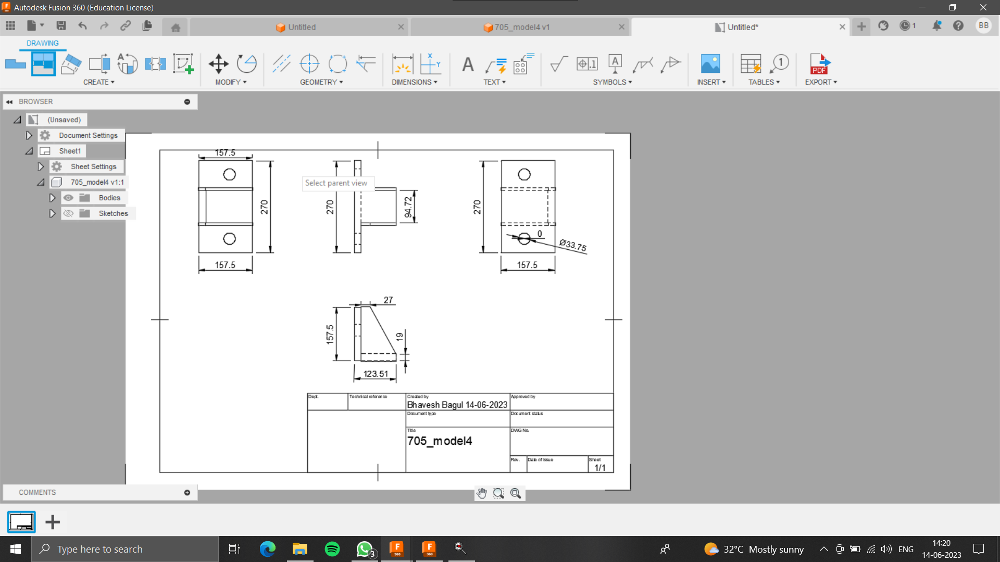 Autodesk Fusion 360 (Education License)
Untitled
705_model4 v1
Untitled*
1
BB
DRAWING
CREATE
MODIFY
GEOMETRY
DIMENSIONS
TEXT
SYMBOLS
INSERT
TABLES
EXPORT
BROWSER
(Unsaved)
Document Settings
Sheet1
Sheet Settings
705_model4 v1:1
Bodies
Sketches
Select parent view
157.5
270
157.5
270
94.72
270
0
Ø33.75
157.5
27
157.5
19
123.51
Dept.
Technical reference
Created by
Approved by
Bhavesh Bagul 14-06-2023
Document type
Document status
Title
DWG No.
705_model4
Rev.
Date of issue
Sheet
1/1
COMMENTS
Type here to search
3
32°C Mostly sunny
ENG
14:20
14-06-2023